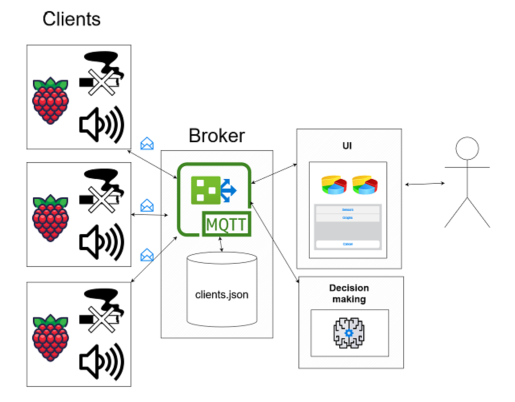 Clients
Broker
UI
MQTT
clients.json
Decision
making